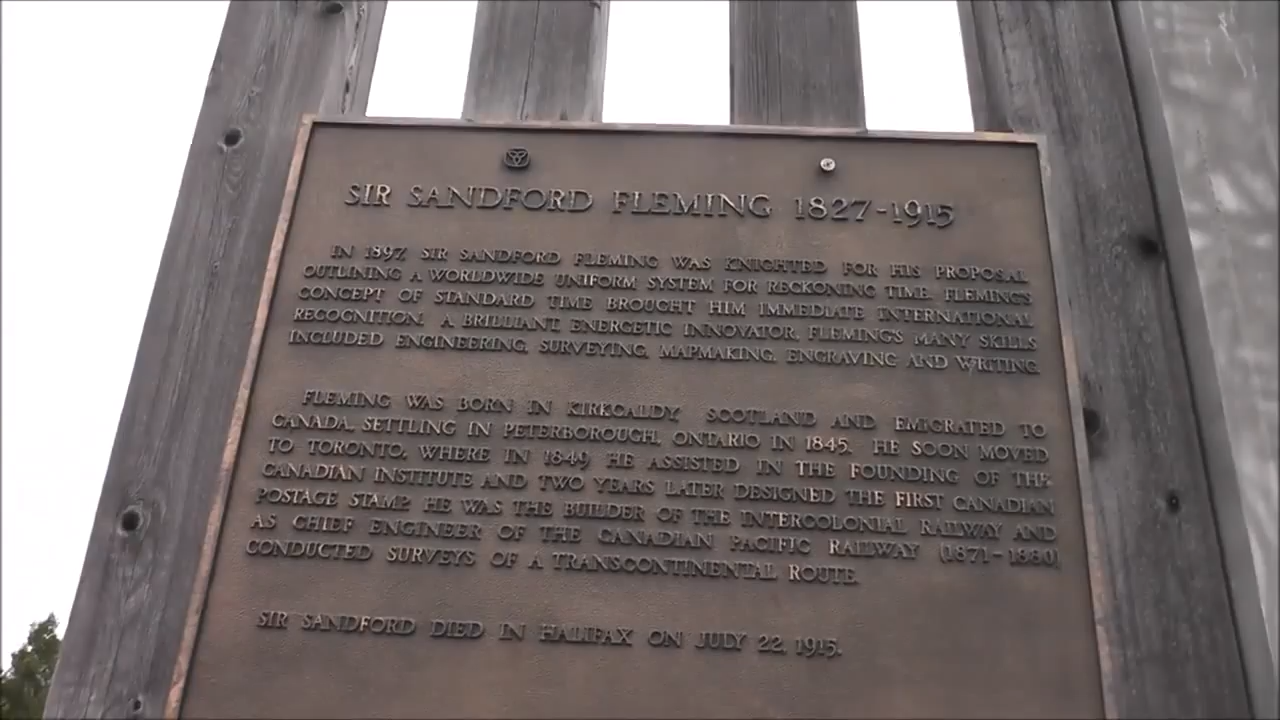 SIR SANDFORD FLEMING 1827-1915
IN 1897, SIR SANDFORD FLEMING WAS KNIGHTED FOR HIS PROPOSAL
OUTLINING A WORLDWIDE UNIFORM SYSTEM FOR RECKONING TIME. FLEMING'S
CONCEPT OF STANDARD TIME BROUGHT HIM IMMEDIATE INTERNATIONAL
RECOGNITION. A BRILLIANT, ENERGETIC INNOVATOR, FLEMING'S MANY SKILLS
INCLUDED ENGINEERING, SURVEYING, MAPMAKING, ENGRAVING AND WRITING.
FLEMING WAS BORN IN KIRKCALDY, SCOTLAND AND EMIGRATED TO
CANADA, SETTLING IN PETERBOROUGH, ONTARIO IN 1845. HE SOON MOVED
TO TORONTO, WHERE IN 1849 HE ASSISTED IN THE FOUNDING OF THE
CANADIAN INSTITUTE AND TWO YEARS LATER DESIGNED THE FIRST CANADIAN
POSTAGE STAMP. HE WAS THE BUILDER OF THE INTERCOLONIAL RAILWAY AND
AS CHIEF ENGINEER OF THE CANADIAN PACIFIC RAILWAY (1871-1880)
CONDUCTED SURVEYS OF A TRANSCONTINENTAL ROUTE.
SIR SANDFORD DIED IN HALIFAX ON JULY 22, 1915.